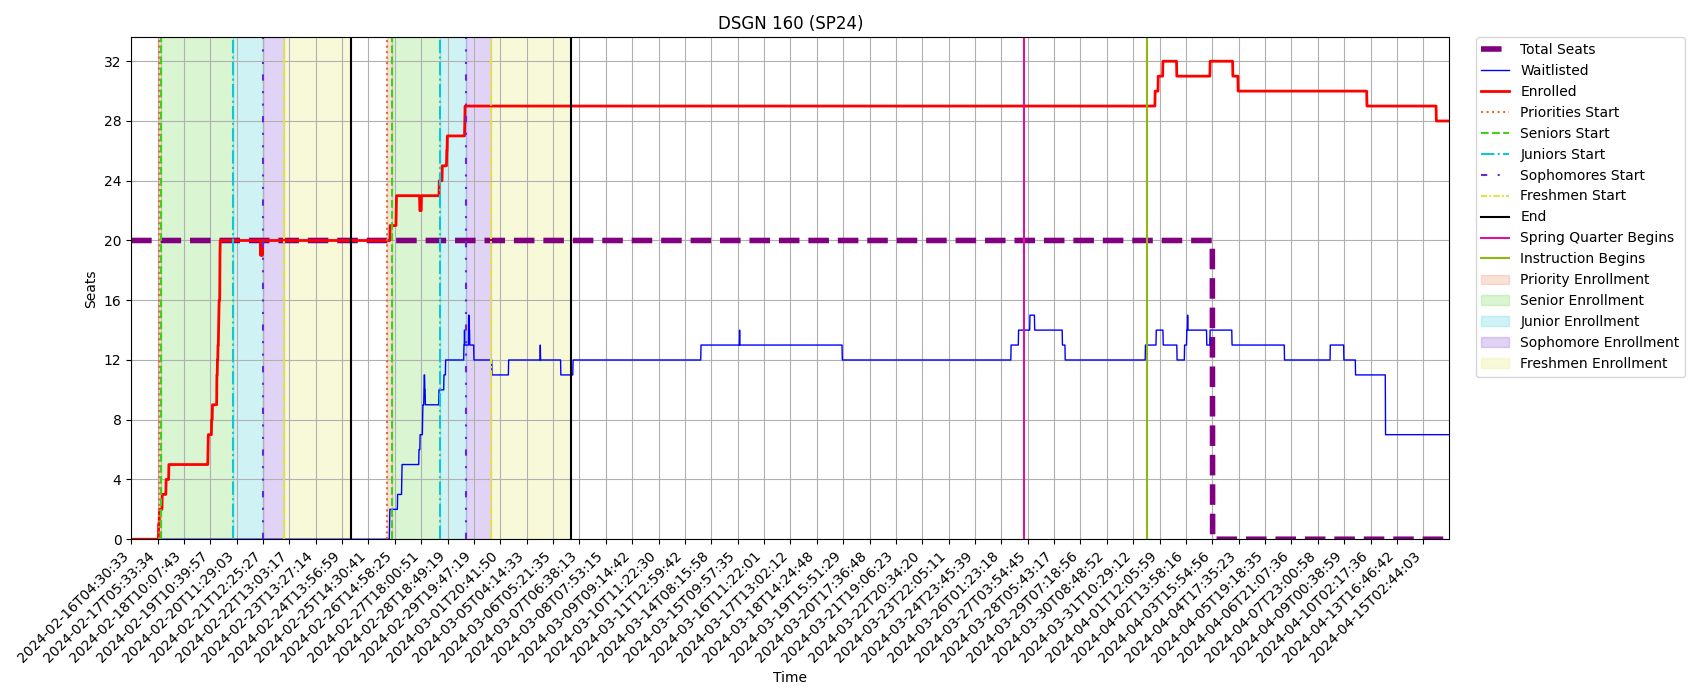 DSGN 160 (SP24)
Seats
32
28
24
20
16
12
8
4
0
2024-02-16T04:30:33
2024-02-17T05:33:34
2024-02-18T10:07:43
2024-02-19T10:39:57
2024-02-20T11:29:03
2024-02-21T12:25:27
2024-02-22T13:03:17
2024-02-23T13:27:14
2024-02-24T13:56:59
2024-02-25T14:30:41
2024-02-26T14:58:25
2024-02-27T18:00:51
2024-02-28T18:49:19
2024-02-29T19:47:19
2024-03-01T20:41:50
2024-03-05T04:14:33
2024-03-06T05:21:35
2024-03-07T06:38:13
2024-03-08T07:53:15
2024-03-09T09:14:42
2024-03-10T11:22:30
2024-03-11T12:59:42
2024-03-14T08:15:58
2024-03-15T09:57:35
2024-03-16T11:22:01
2024-03-17T13:02:12
2024-03-18T14:24:48
2024-03-19T15:51:29
2024-03-20T17:36:48
2024-03-21T19:06:23
2024-03-22T20:34:20
2024-03-23T22:05:11
2024-03-24T23:45:39
2024-03-26T01:23:18
2024-03-27T03:54:45
2024-03-28T05:43:17
2024-03-29T07:18:56
2024-03-30T08:48:52
2024-03-31T10:29:12
2024-04-01T12:05:59
2024-04-02T13:58:16
2024-04-03T15:54:56
2024-04-04T17:35:23
2024-04-05T19:18:35
2024-04-06T21:07:36
2024-04-07T23:00:58
2024-04-09T00:38:59
2024-04-10T02:17:36
2024-04-13T16:46:42
2024-04-15T02:44:03
Time
Total Seats
Waitlisted
Enrolled
Priorities Start
Seniors Start
Juniors Start
Sophomores Start
Freshmen Start
End
Spring Quarter Begins
Instruction Begins
Priority Enrollment
Senior Enrollment
Junior Enrollment
Sophomore Enrollment
Freshmen Enrollment